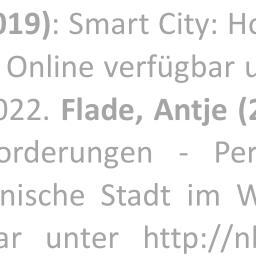 019): Smart City: Ho
Online verfügbar u
022. Flade, Antje (2
orderungen - Per
nische Stadt im W
ar unter http://nl